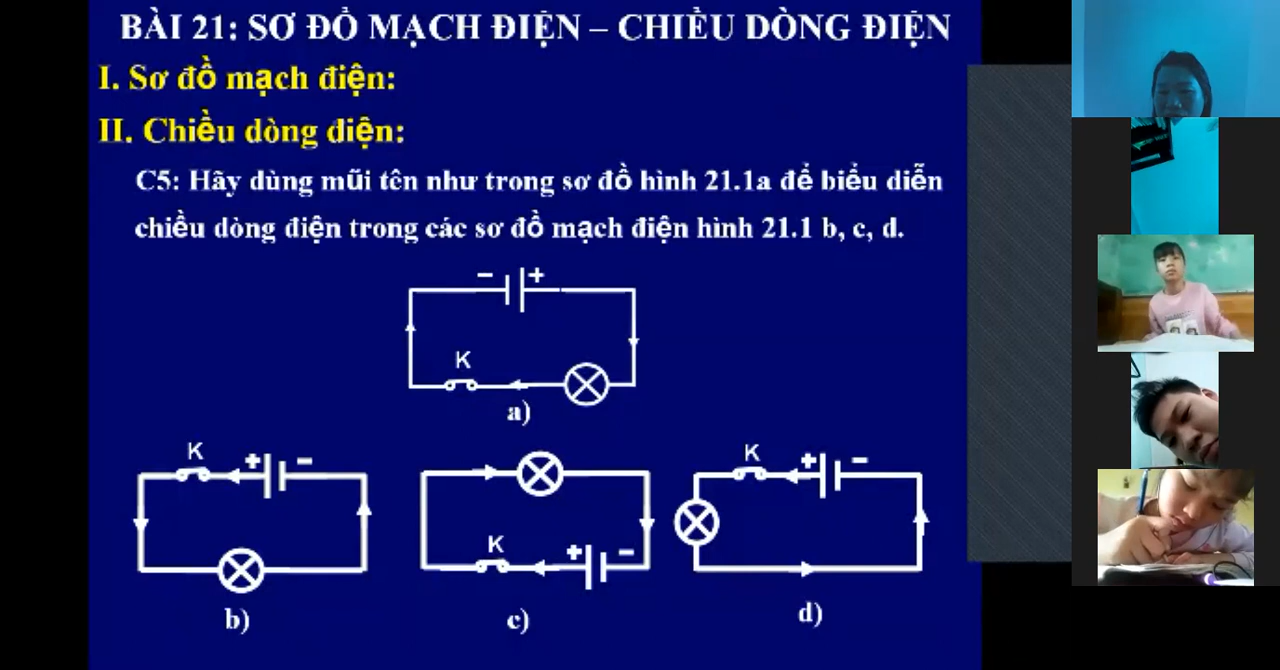 BÀI 21: SƠ ĐỒ MẠCH ĐIỆN – CHIỀU DÒNG ĐIỆN
I. Sơ đồ mạch điện:
II. Chiều dòng điện:
C5: Hãy dùng mũi tên như trong sơ đồ hình 21.1a để biểu diễn
chiều dòng điện trong các sơ đồ mạch điện hình 21.1 b, c, d.
− +
K
a)
K + −
b)
K + −
c)
K + −
d)